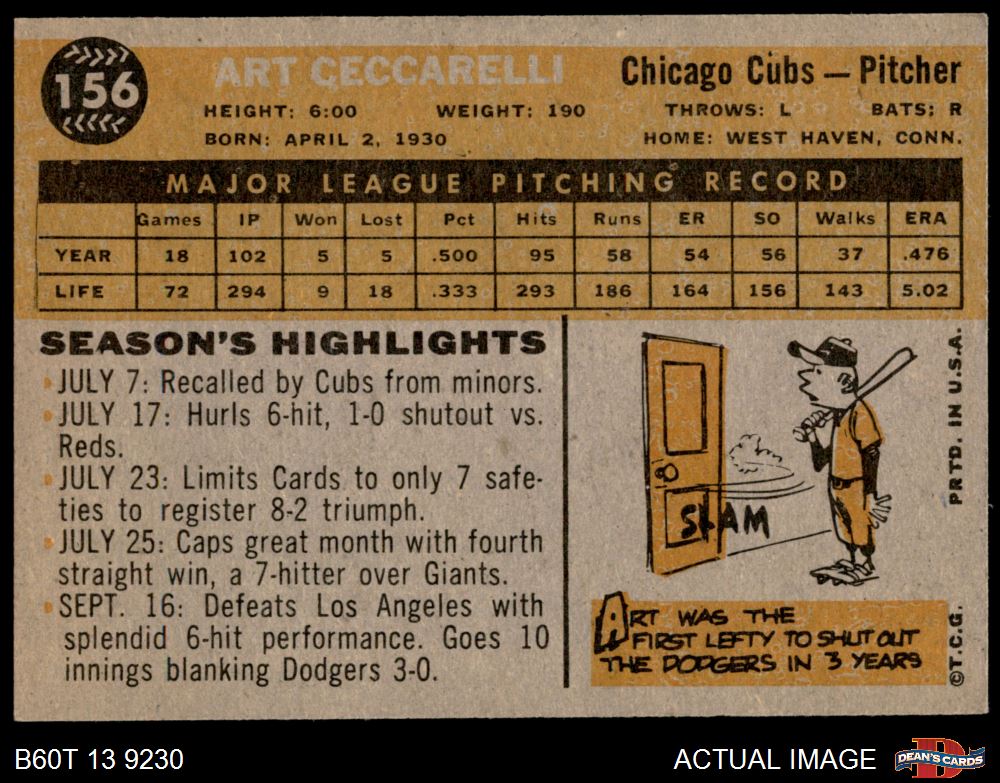 156
ART CECCARELLI
Chicago Cubs — Pitcher
HEIGHT: 6:00 WEIGHT: 190 THROWS: L BATS: R
BORN: APRIL 2, 1930 HOME: WEST HAVEN, CONN.
MAJOR LEAGUE PITCHING RECORD
Games IP Won Lost Pct Hits Runs ER SO Walks ERA
YEAR 18 102 5 5 .500 95 58 54 56 37 .476
LIFE 72 294 9 18 .333 293 186 164 156 143 5.02
SEASON'S HIGHLIGHTS
JULY 7: Recalled by Cubs from minors.
JULY 17: Hurls 6-hit, 1-0 shutout vs.
Reds.
JULY 23: Limits Cards to only 7 safe-
ties to register 8-2 triumph.
JULY 25: Caps great month with fourth
straight win, a 7-hitter over Giants.
SEPT. 16: Defeats Los Angeles with
splendid 6-hit performance. Goes 10
innings blanking Dodgers 3-0.
SLAM
ART WAS THE
FIRST LEFTY TO SHUT OUT
THE DODGERS IN 3 YEARS
©T.C.G. PRTD. IN U.S.A.
B60T 13 9230
ACTUAL IMAGE
DEAN'S CARDS